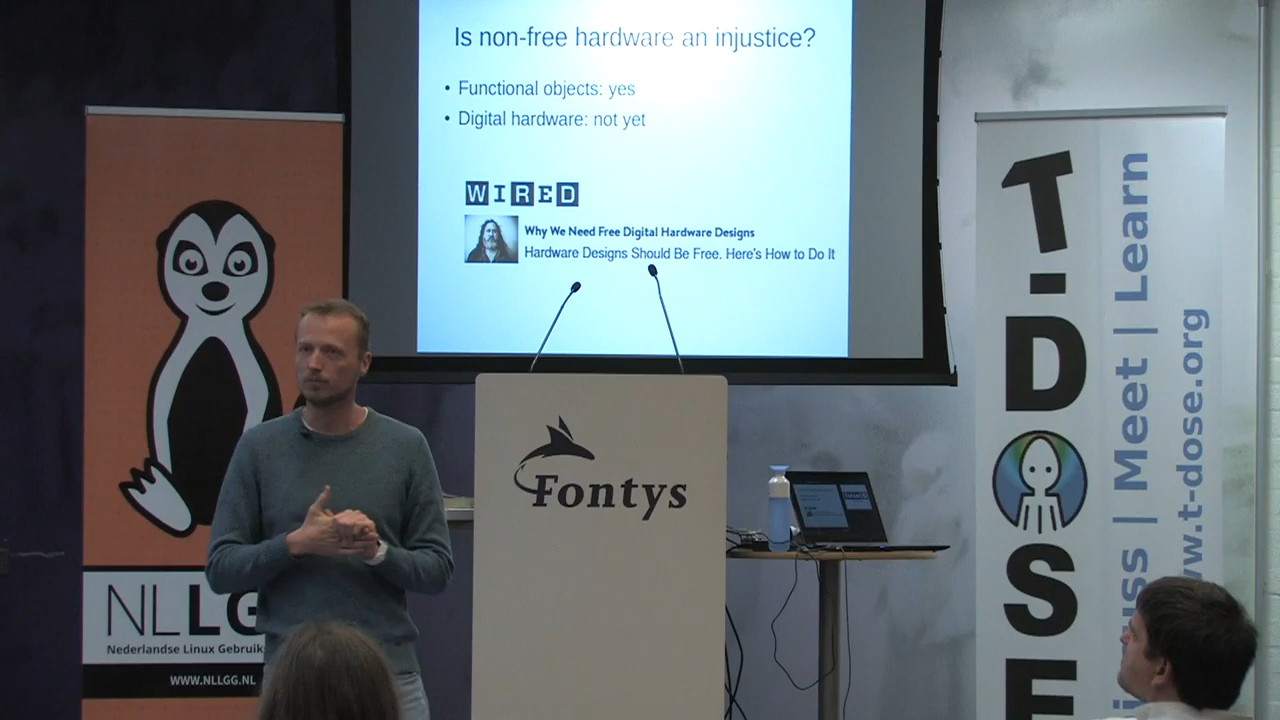 Is non-free hardware an injustice?
• Functional objects: yes
• Digital hardware: not yet
WIRED
Why We Need Free Digital Hardware Designs
Hardware Designs Should Be Free. Here's How to Do It
Fontys
NLLG
Nederlandse Linux Gebruik
WWW.NLLGG.NL
T-DOSE
uss | Meet | Learn
www.t-dose.org